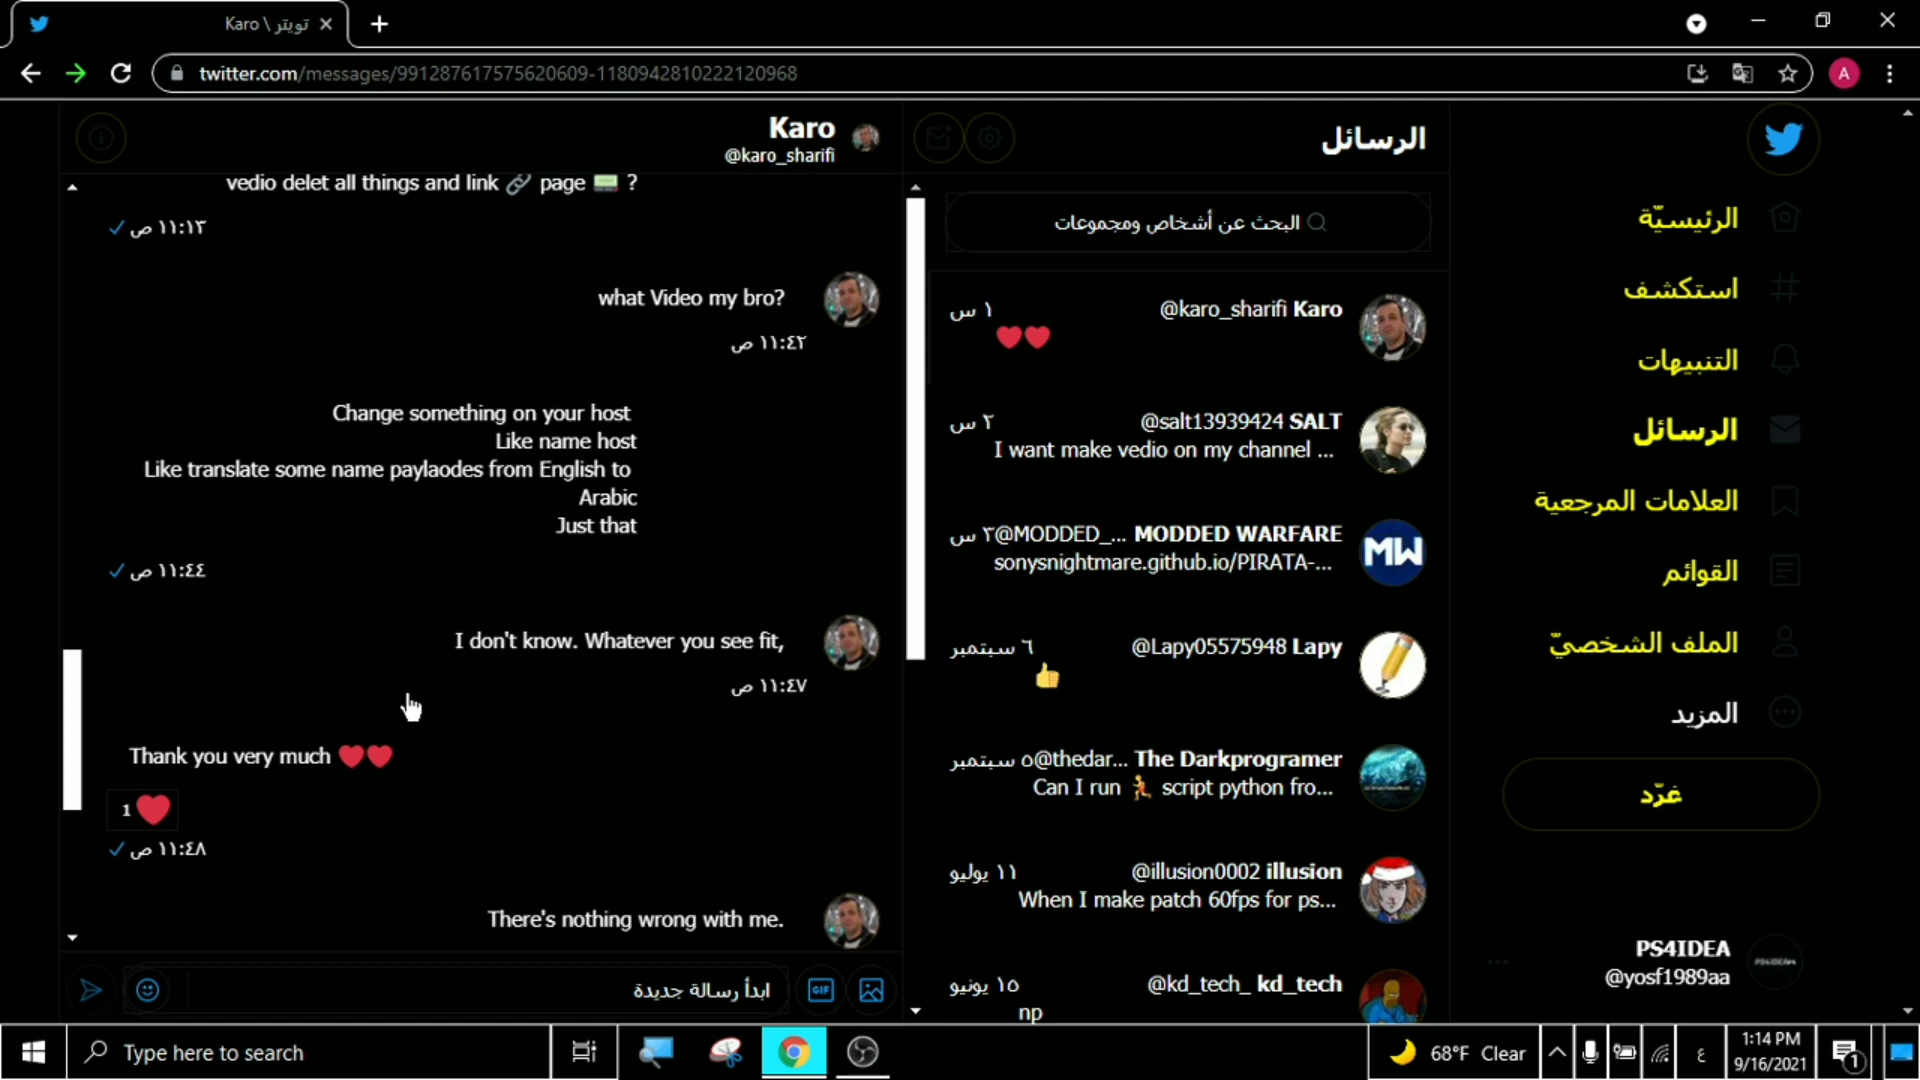 Karo \ تويتر
twitter.com/messages/991287617575620609-1180942810222120968
A
Karo
@karo_sharifi
vedio delet all things and link 🔗 page 📟 ?
١١:١٣ ص
what Video my bro?
١١:٤٢ ص
Change something on your host
Like name host
Like translate some name paylaodes from English to
Arabic
Just that
١١:٤٤ ص
I don't know. Whatever you see fit,
١١:٤٧ ص
Thank you very much ❤️❤️
1 ❤️
١١:٤٨ ص
There's nothing wrong with me.
GIF
ابدأ رسالة جديدة
الرسائل
البحث عن أشخاص ومجموعات
Karo @karo_sharifi
١ س
❤️❤️
SALT @salt13939424
٢ س
I want make vedio on my channel ...
MODDED WARFARE @MODDED_...
٣ س
sonysnightmare.github.io/PIRATA-...
MW
Lapy @Lapy05575948
٦ سبتمبر
👍
The Darkprogramer @thedar...
٥ سبتمبر
Can I run 🏃 script python fro...
illusion @illusion0002
١١ يوليو
When I make patch 60fps for ps...
kd_tech @kd_tech_
١٥ يونيو
np
الرئيسيّة
استكشف
التنبيهات
الرسائل
العلامات المرجعية
القوائم
الملف الشخصيّ
المزيد
غرّد
PS4IDEA
@yosf1989aa
Type here to search
68°F Clear
ع
1:14 PM
9/16/2021
1